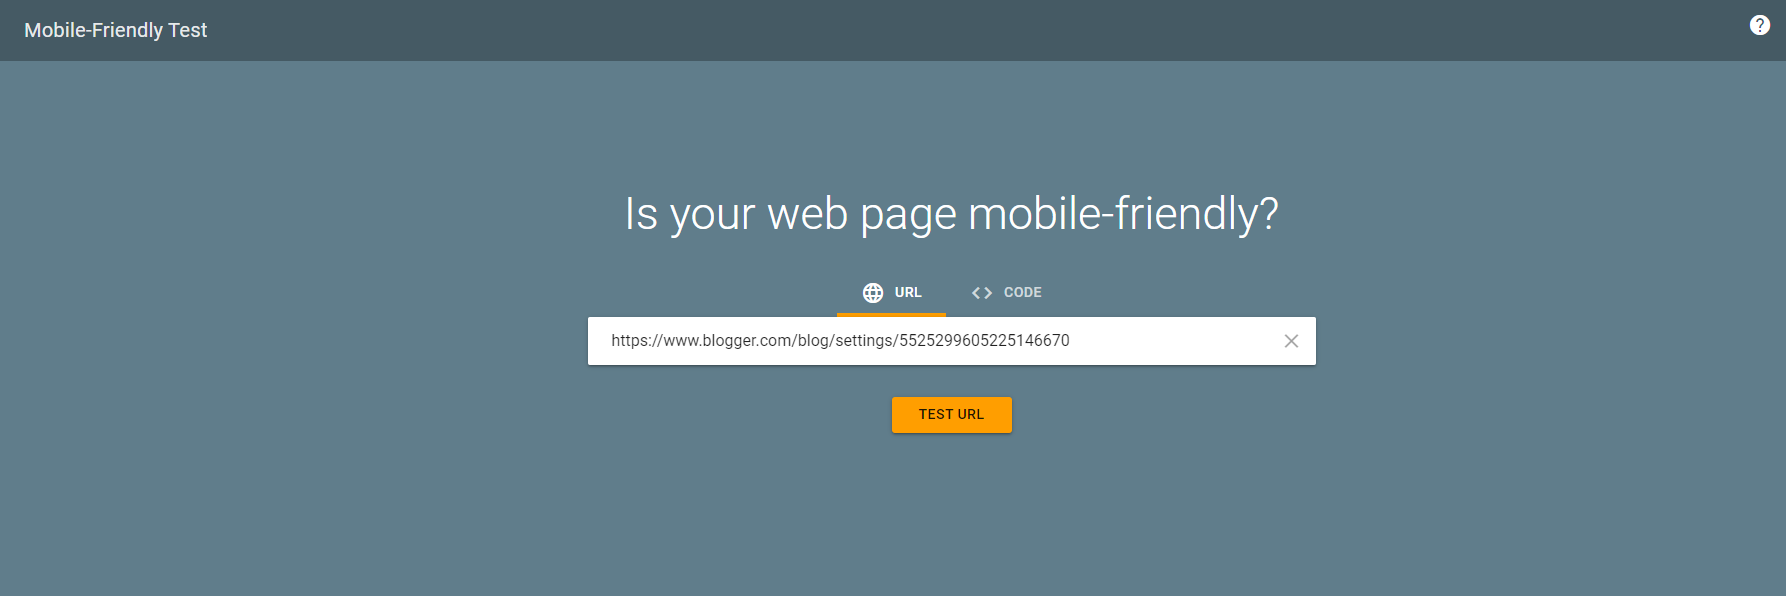 Mobile-Friendly Test
?
Is your web page mobile-friendly?
URL
<> CODE
https://www.blogger.com/blog/settings/5525299605225146670
TEST URL